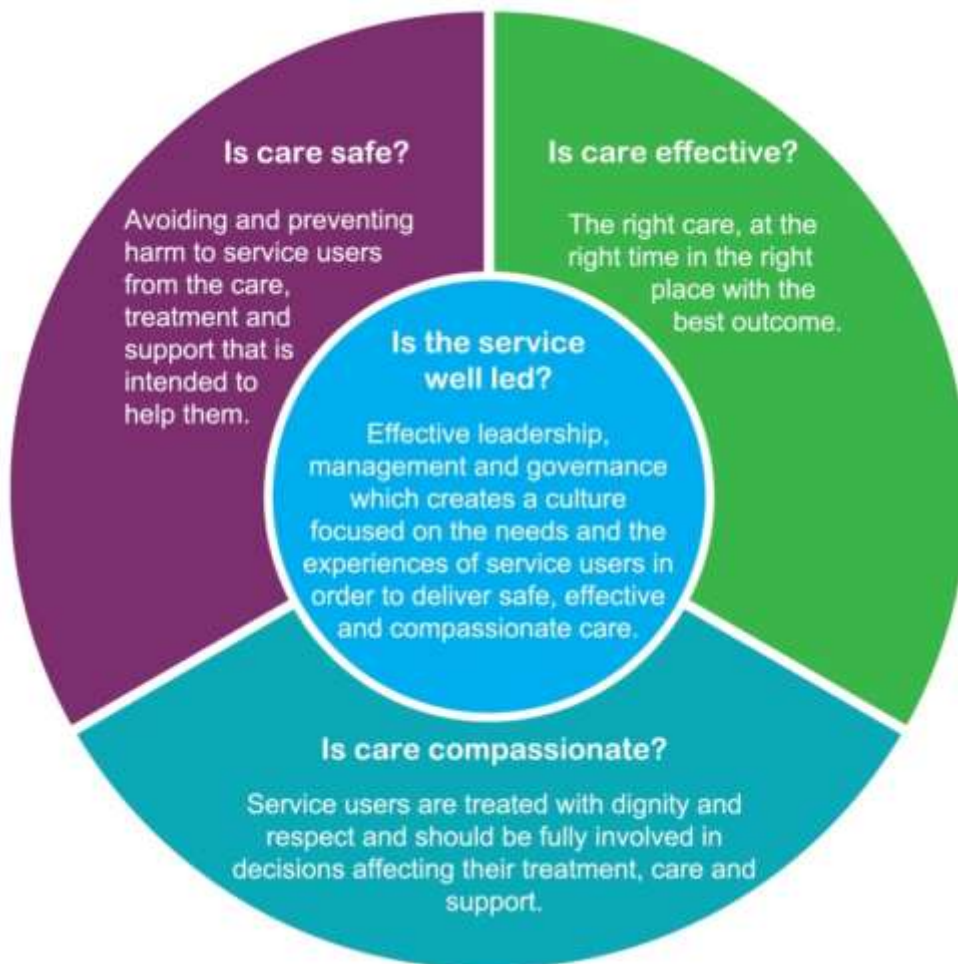 Is care safe?
Avoiding and preventing
harm to service users
from the care,
treatment and
support that is
intended to
help them.
Is care effective?
The right care, at the
right time in the right
place with the
best outcome.
Is the service
well led?
Effective leadership,
management and governance
which creates a culture
focused on the needs and the
experiences of service users in
order to deliver safe, effective
and compassionate care.
Is care compassionate?
Service users are treated with dignity and
respect and should be fully involved in
decisions affecting their treatment, care and
support.